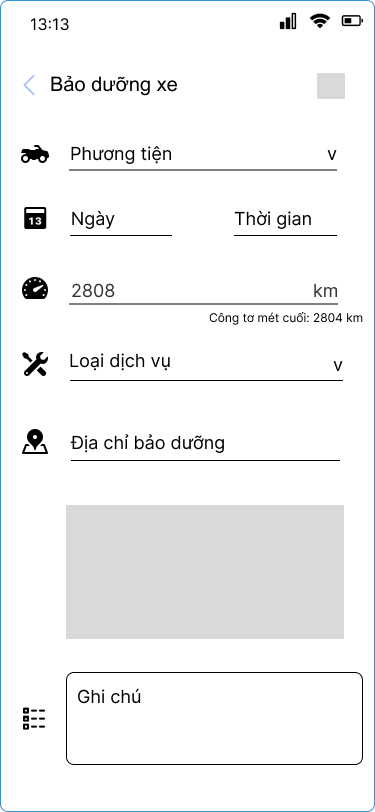 13:13
Bảo dưỡng xe
Phương tiện v
13
Ngày Thời gian
2808 km
Công tơ mét cuối: 2804 km
Loại dịch vụ v
Địa chỉ bảo dưỡng
Ghi chú